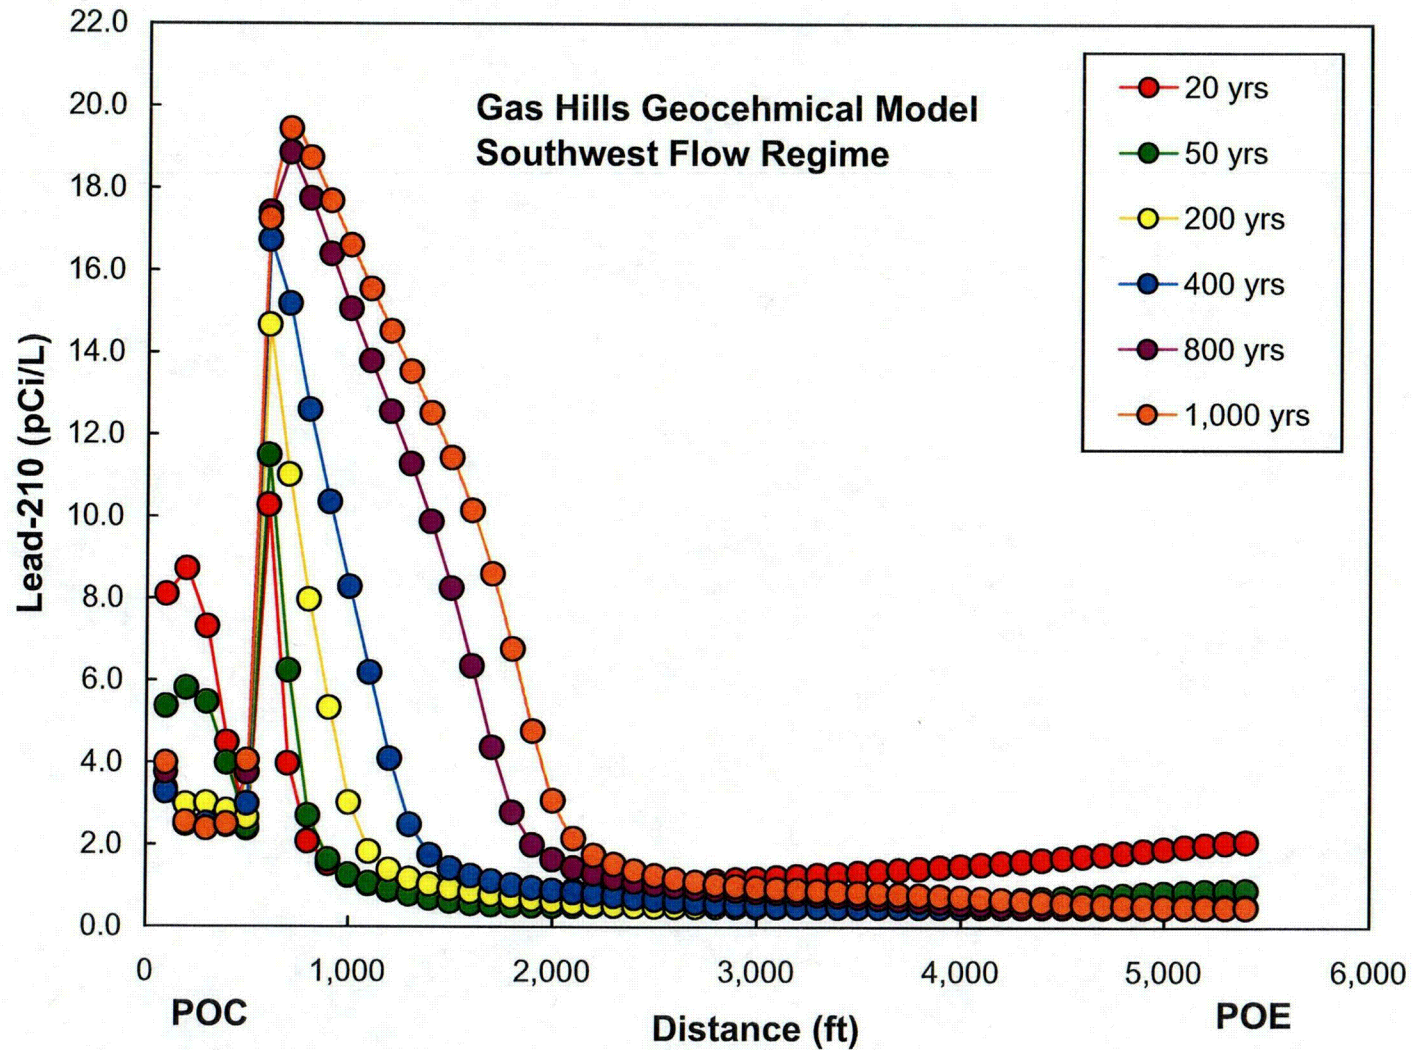 Gas Hills Geocehmical Model
Southwest Flow Regime
20 yrs
50 yrs
200 yrs
400 yrs
800 yrs
1,000 yrs
Lead-210 (pCi/L)
22.0
20.0
18.0
16.0
14.0
12.0
10.0
8.0
6.0
4.0
2.0
0.0
0 1,000 2,000 3,000 4,000 5,000 6,000
POC POE
Distance (ft)